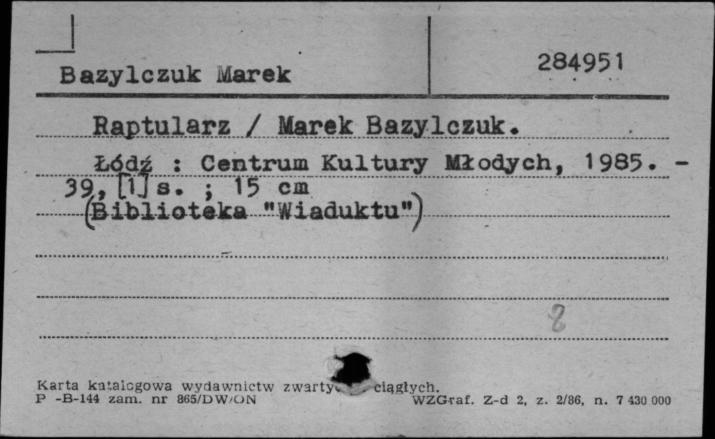 Bazylczuk Marek
284951
Raptularz / Marek Bazylczuk.
Łódź : Centrum Kultury Młodych, 1985. -
39, [1] s. ; 15 cm
(Biblioteka "Wiaduktu")
8
Karta katalogowa wydawnictw ciągłych.
P -B-144 zam. nr 865/DW/ON
WZGraf. Z-d 2, z. 2/86, n. 7 430 000